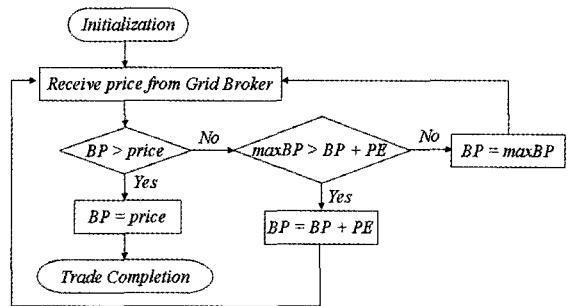 Initialization
Receive price from Grid Broker
BP > price
No
maxBP > BP + PE
No
BP = maxBP
Yes
Yes
BP = price
BP = BP + PE
Trade Completion